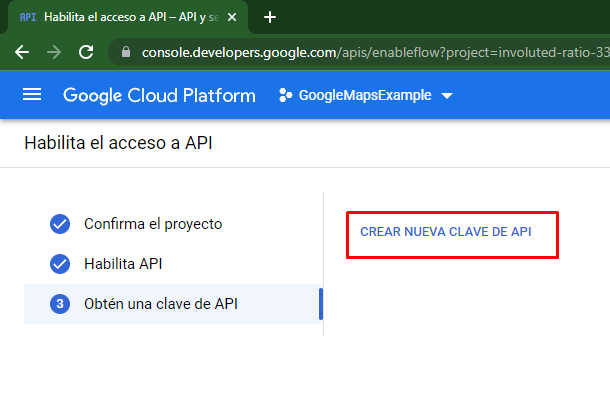 API Habilita el acceso a API – API y se
console.developers.google.com/apis/enableflow?project=involuted-ratio-33
Google Cloud Platform GoogleMapsExample
Habilita el acceso a API
Confirma el proyecto
CREAR NUEVA CLAVE DE API
Habilita API
3 Obtén una clave de API